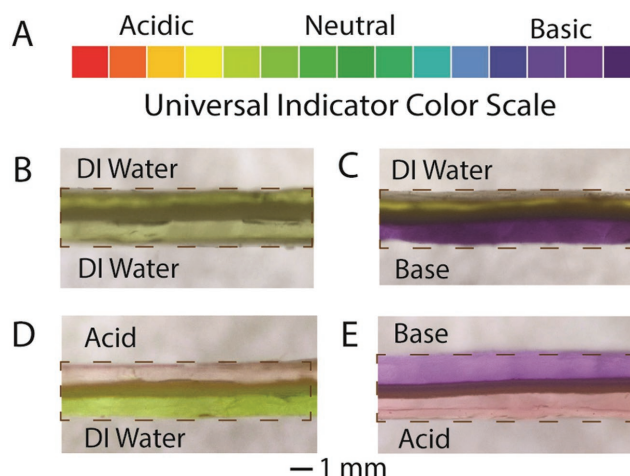 A
Acidic Neutral Basic
Universal Indicator Color Scale
B
DI Water
DI Water
C
DI Water
Base
D
Acid
DI Water
E
Base
Acid
1 mm